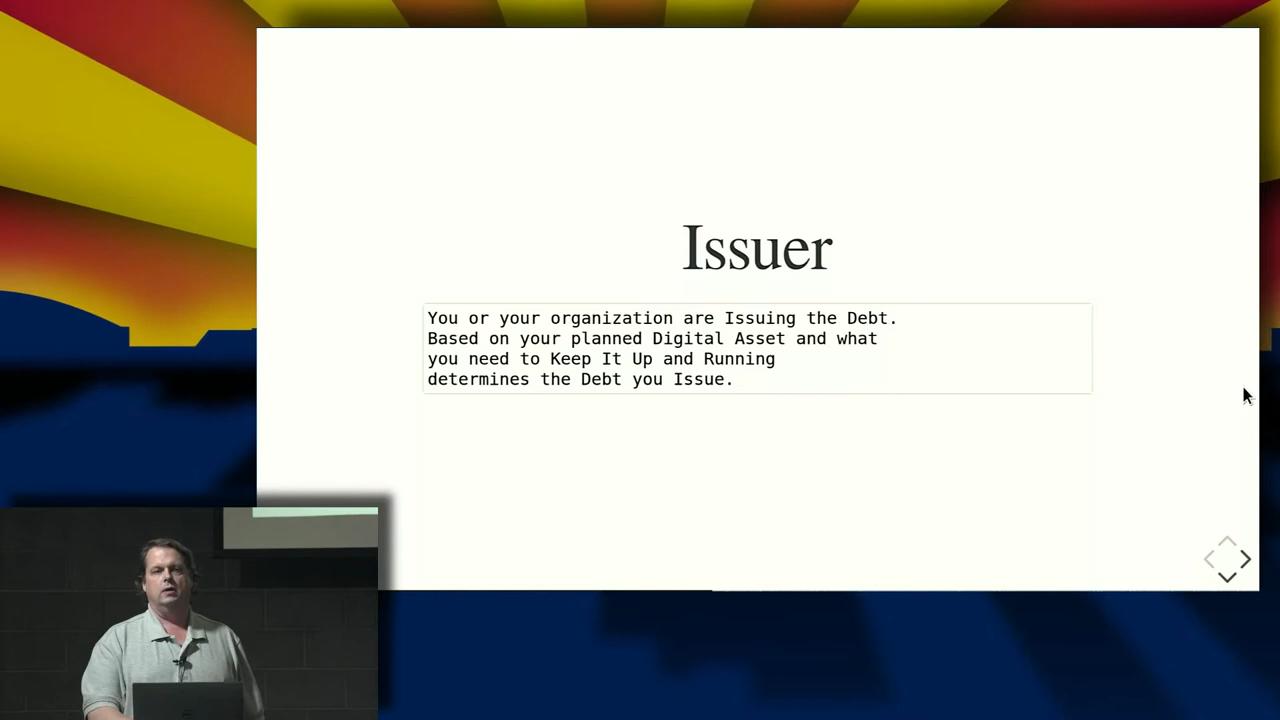 Issuer
You or your organization are Issuing the Debt.
Based on your planned Digital Asset and what
you need to Keep It Up and Running
determines the Debt you Issue.